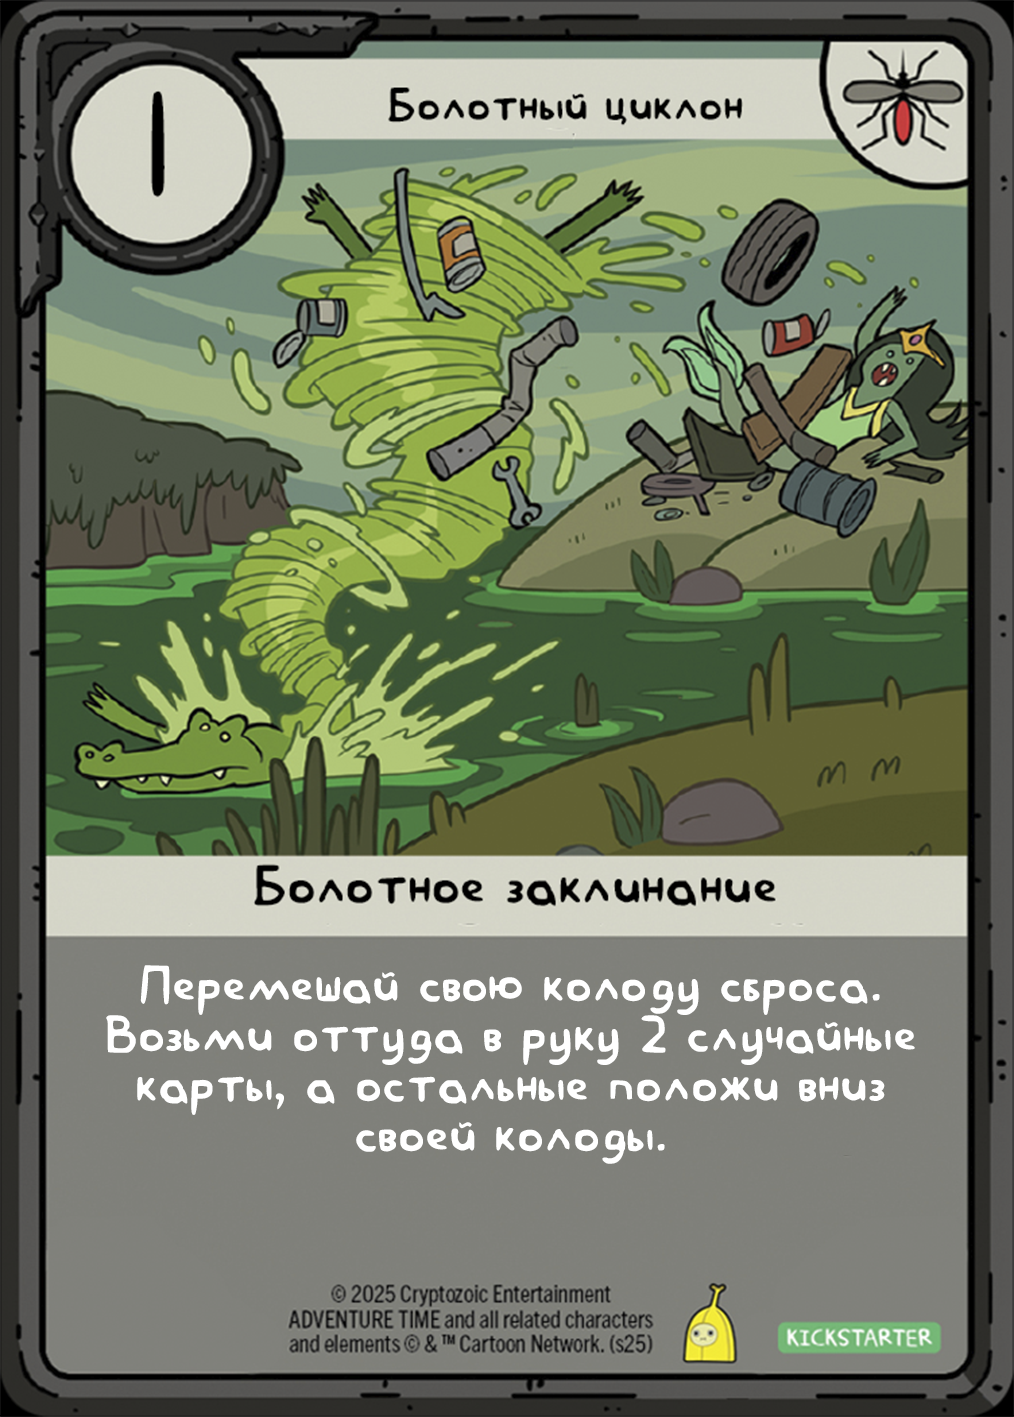 1
Болотный циклон
Болотное заклинание
Перемешай свою колоду сброса.
Возьми оттуда в руку 2 случайные
карты, а остальные положи вниз
своей колоды.
© 2025 Cryptozoic Entertainment
ADVENTURE TIME and all related characters
and elements © & ™ Cartoon Network. (s25)
KICKSTARTER